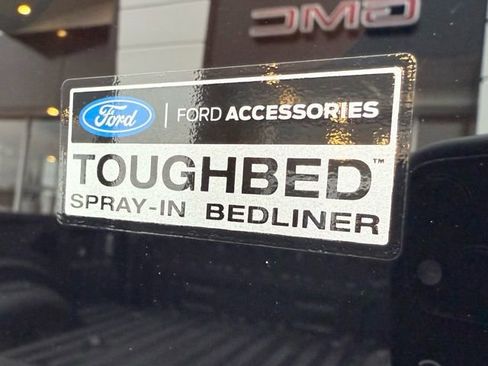 GMC
Ford | FORD ACCESSORIES
TOUGHBED™
SPRAY-IN BEDLINER